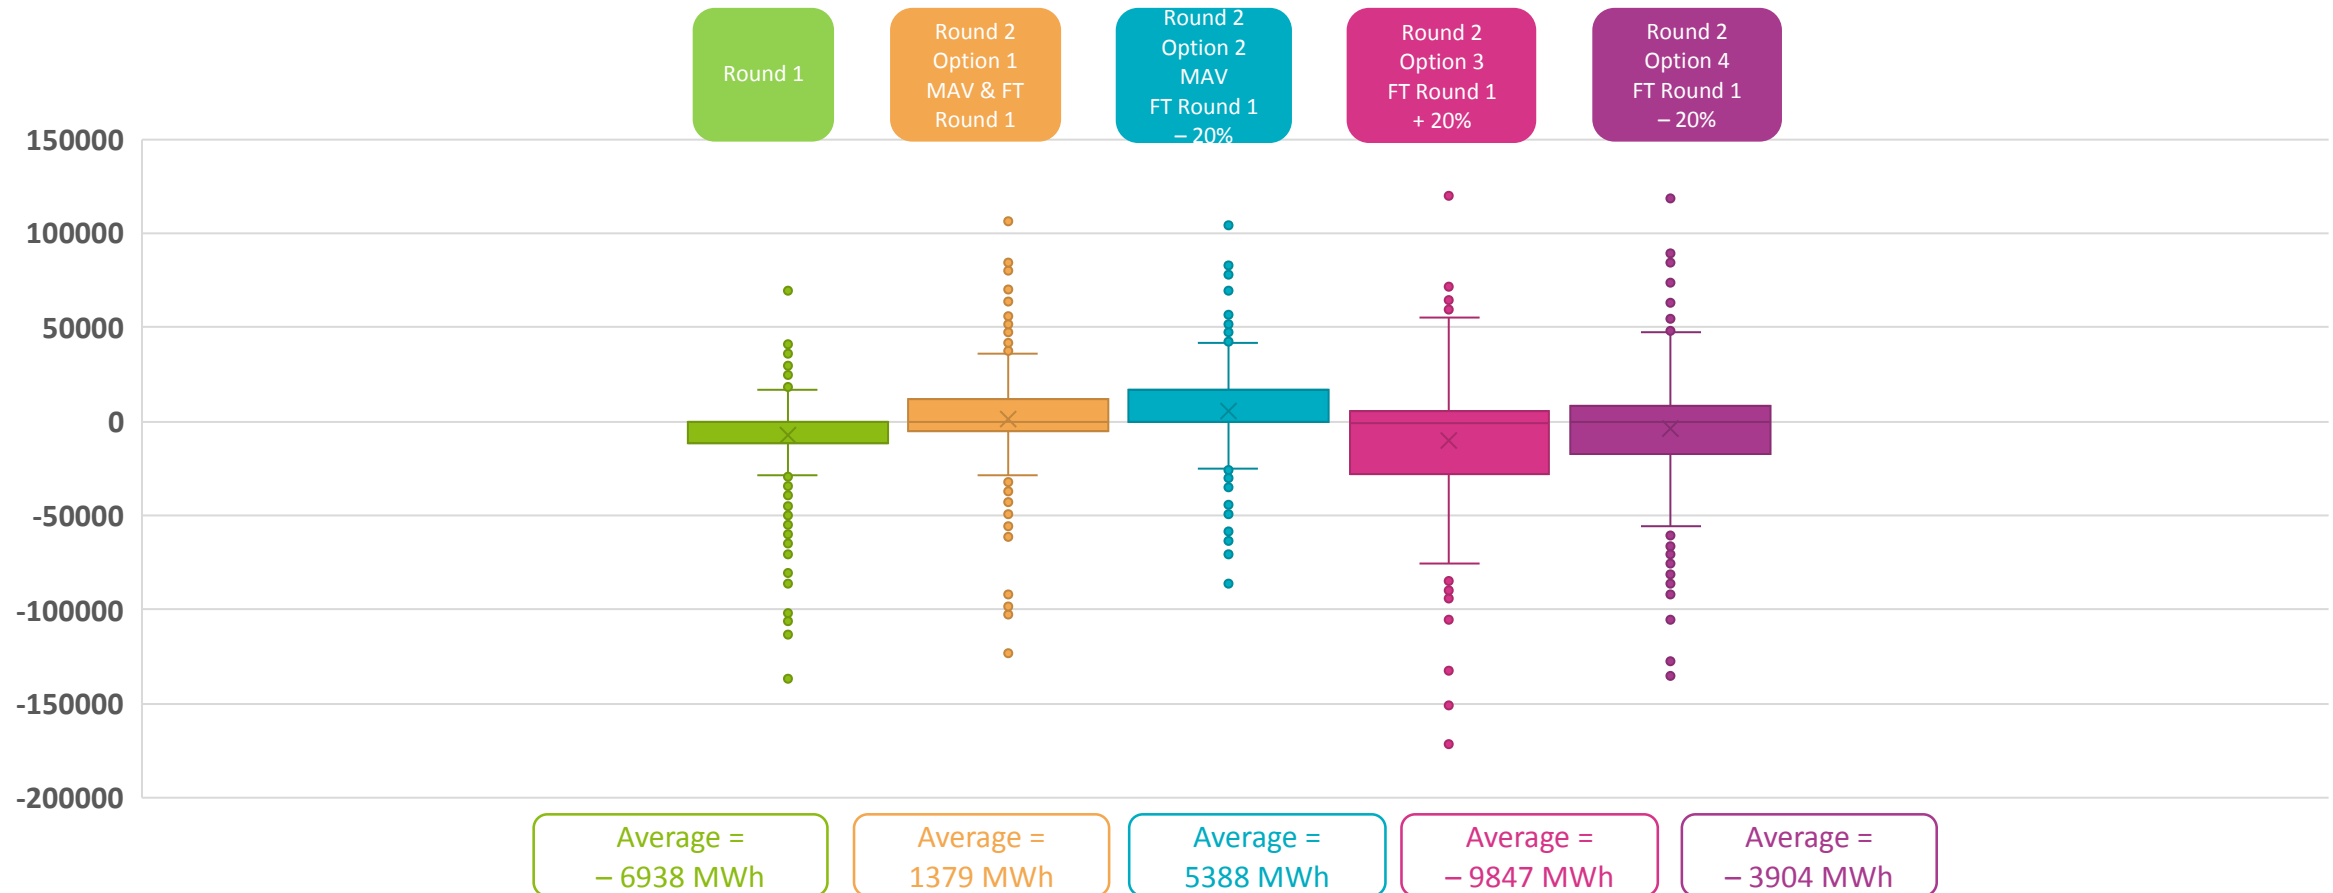 Round 1
Round 2
Option 1
MAV & FT
Round 1
Round 2
Option 2
MAV
FT Round 1
– 20%
Round 2
Option 3
FT Round 1
+ 20%
Round 2
Option 4
FT Round 1
– 20%
150000
100000
50000
0
-50000
-100000
-150000
-200000
Average =
– 6938 MWh
Average =
1379 MWh
Average =
5388 MWh
Average =
– 9847 MWh
Average =
– 3904 MWh